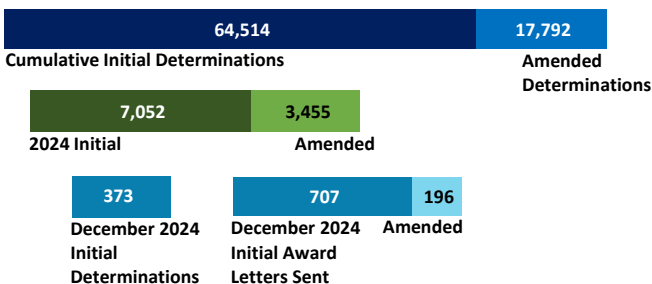 64,514 17,792
Cumulative Initial Determinations Amended
Determinations
7,052 3,455
2024 Initial Amended
373 707 196
December 2024 December 2024 Amended
Initial Initial Award
Determinations Letters Sent